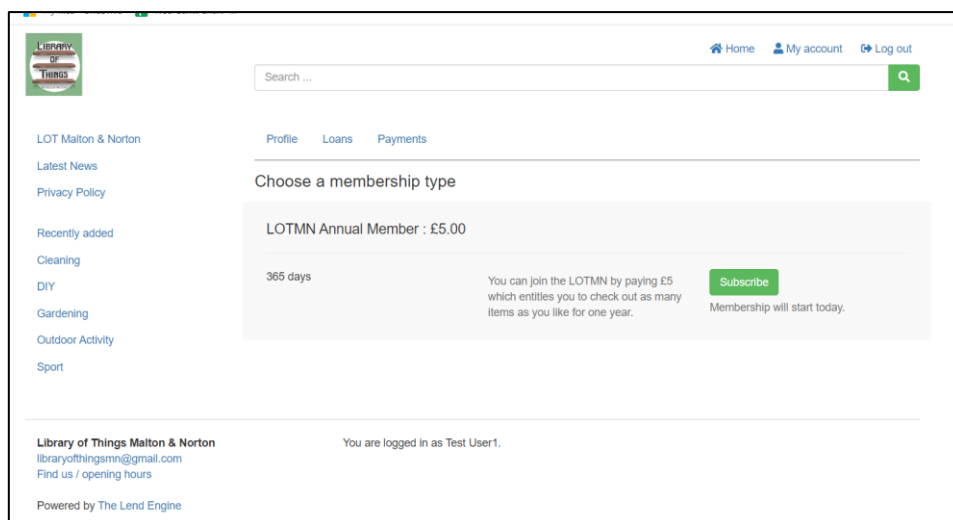 LIBRARY
OF
THINGS
Home My account Log out
Search ...
LOT Malton & Norton
Latest News
Privacy Policy
Recently added
Cleaning
DIY
Gardening
Outdoor Activity
Sport
Profile Loans Payments
Choose a membership type
LOTMN Annual Member : £5.00
365 days
You can join the LOTMN by paying £5
which entitles you to check out as many
items as you like for one year.
Subscribe
Membership will start today.
Library of Things Malton & Norton
libraryofthingsmn@gmail.com
Find us / opening hours
Powered by The Lend Engine
You are logged in as Test User1.